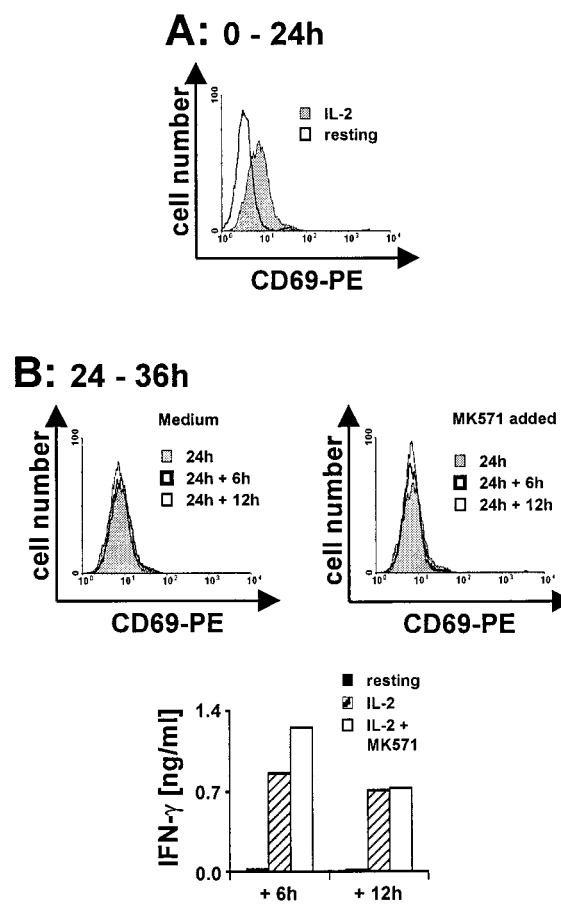 A: 0 - 24h
100
IL-2
resting
cell number
0
10⁰ 10¹ 10² 10³ 10⁴
CD69-PE
B: 24 - 36h
Medium
100
24h
24h + 6h
24h + 12h
cell number
0
10⁰ 10¹ 10² 10³ 10⁴
CD69-PE
MK571 added
100
24h
24h + 6h
24h + 12h
cell number
0
10⁰ 10¹ 10² 10³ 10⁴
CD69-PE
resting
IL-2
IL-2 +
MK571
IFN-γ [ng/ml]
1.4
0.7
0.0
+ 6h + 12h